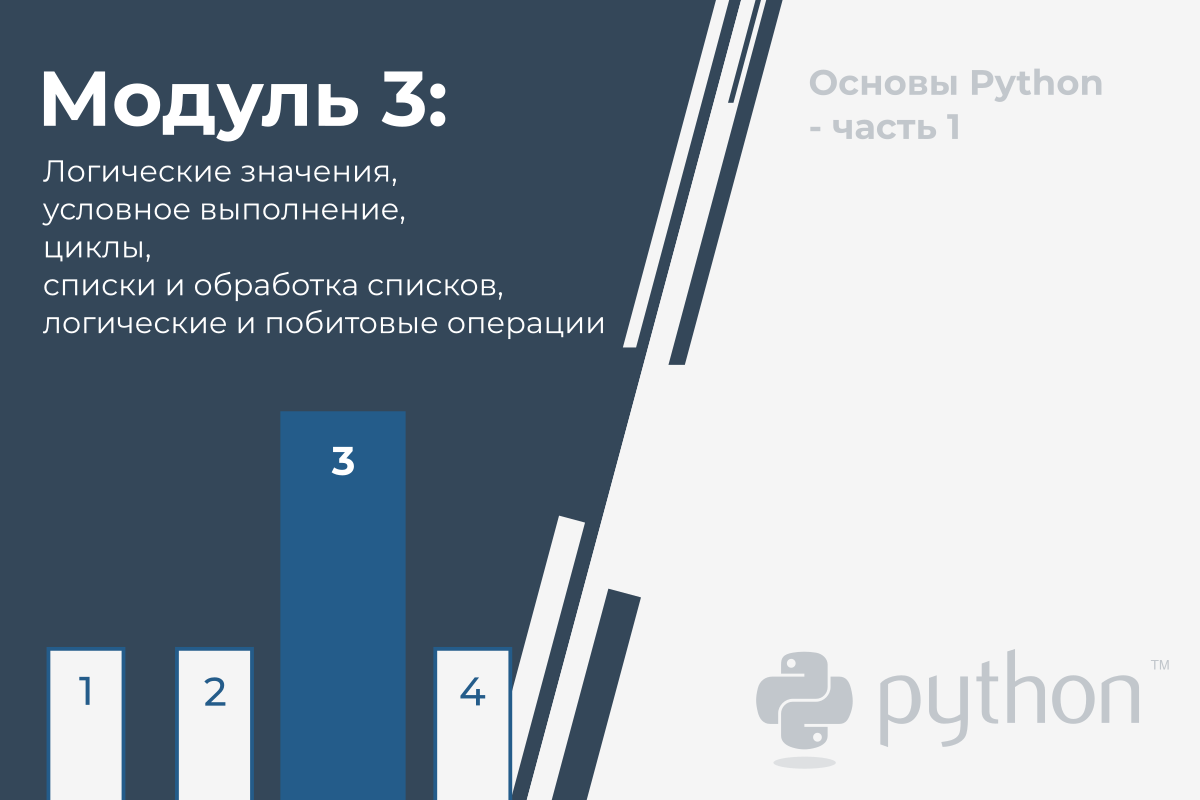 Модуль 3:
Логические значения,
условное выполнение,
циклы,
списки и обработка списков,
логические и побитовые операции
Основы Python
- часть 1
3
1
2
4
python TM